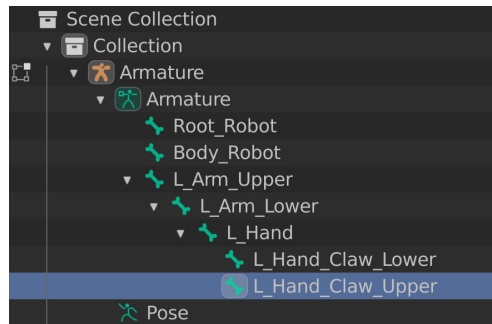 Scene Collection
Collection
Armature
Armature
Root_Robot
Body_Robot
L_Arm_Upper
L_Arm_Lower
L_Hand
L_Hand_Claw_Lower
L_Hand_Claw_Upper
Pose